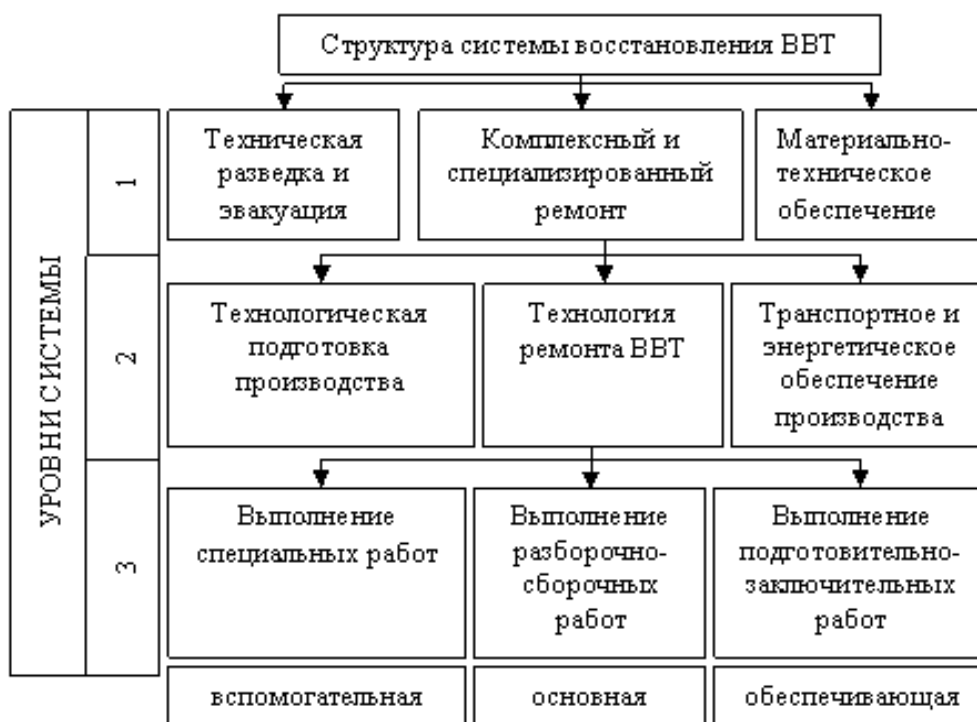 Структура системы восстановления ВВТ
УРОВНИ СИСТЕМЫ
1
Техническая
разведка и
эвакуация
Комплексный и
специализированный
ремонт
Материально-
техническое
обеспечение
2
Технологическая
подготовка
производства
Технология
ремонта ВВТ
Транспортное и
энергетическое
обеспечение
производства
3
Выполнение
специальных работ
Выполнение
разборочно-
сборочных
работ
Выполнение
подготовительно-
заключительных
работ
вспомогательная
основная
обеспечивающая